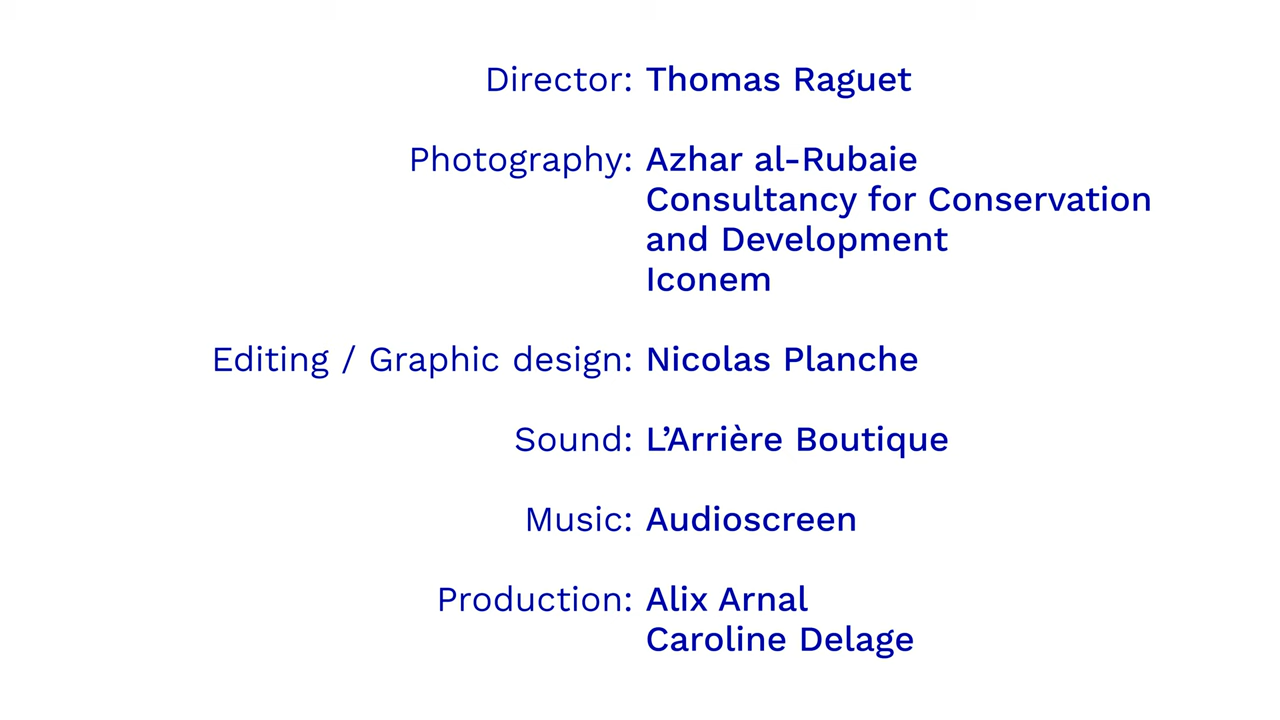 Director: Thomas Raguet
Photography: Azhar al-Rubaie
Consultancy for Conservation
and Development
Iconem
Editing / Graphic design: Nicolas Planche
Sound: L’Arrière Boutique
Music: Audioscreen
Production: Alix Arnal
Caroline Delage